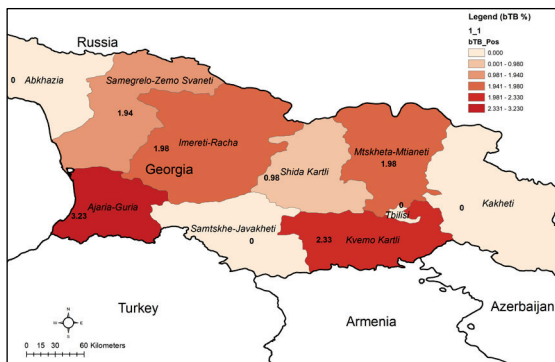 Legend (bTB %)
1_1
bTB_Pos
0.000
0.001 - 0.980
0.981 - 1.940
1.941 - 1.980
1.981 - 2.330
2.331 - 3.230
Russia
0
Abkhazia
Samegrelo-Zemo Svaneti
1.94
Imereti-Racha
1.98
Georgia
Mtskheta-Mtianeti
1.98
0.98
Shida Kartli
Ajaria-Guria
3.23
0
Tbilisi
0
Kakheti
Samtskhe-Javakheti
0
2.33
Kvemo Kartli
Turkey
Armenia
Azerbaijan
N
W
E
S
0 15 30 60 Kilometers